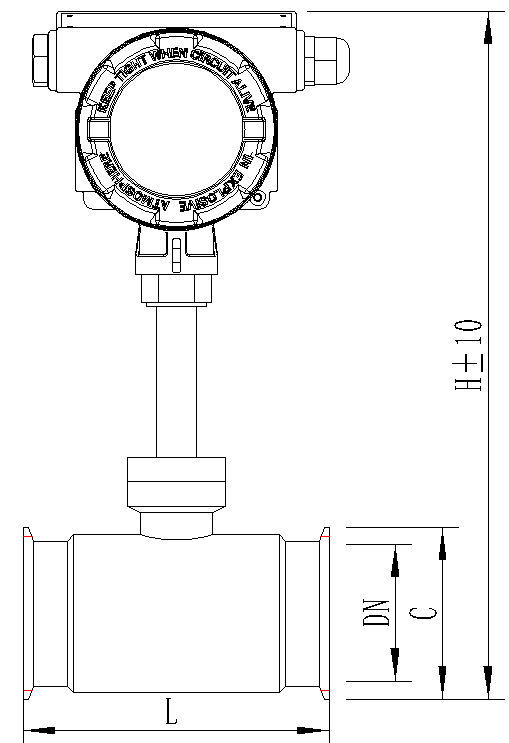 KEEP TIGHT WHEN CIRCUIT ALIVE
IN EXPLOSIVE ATMOSPHERE
H±10
DN
C
L